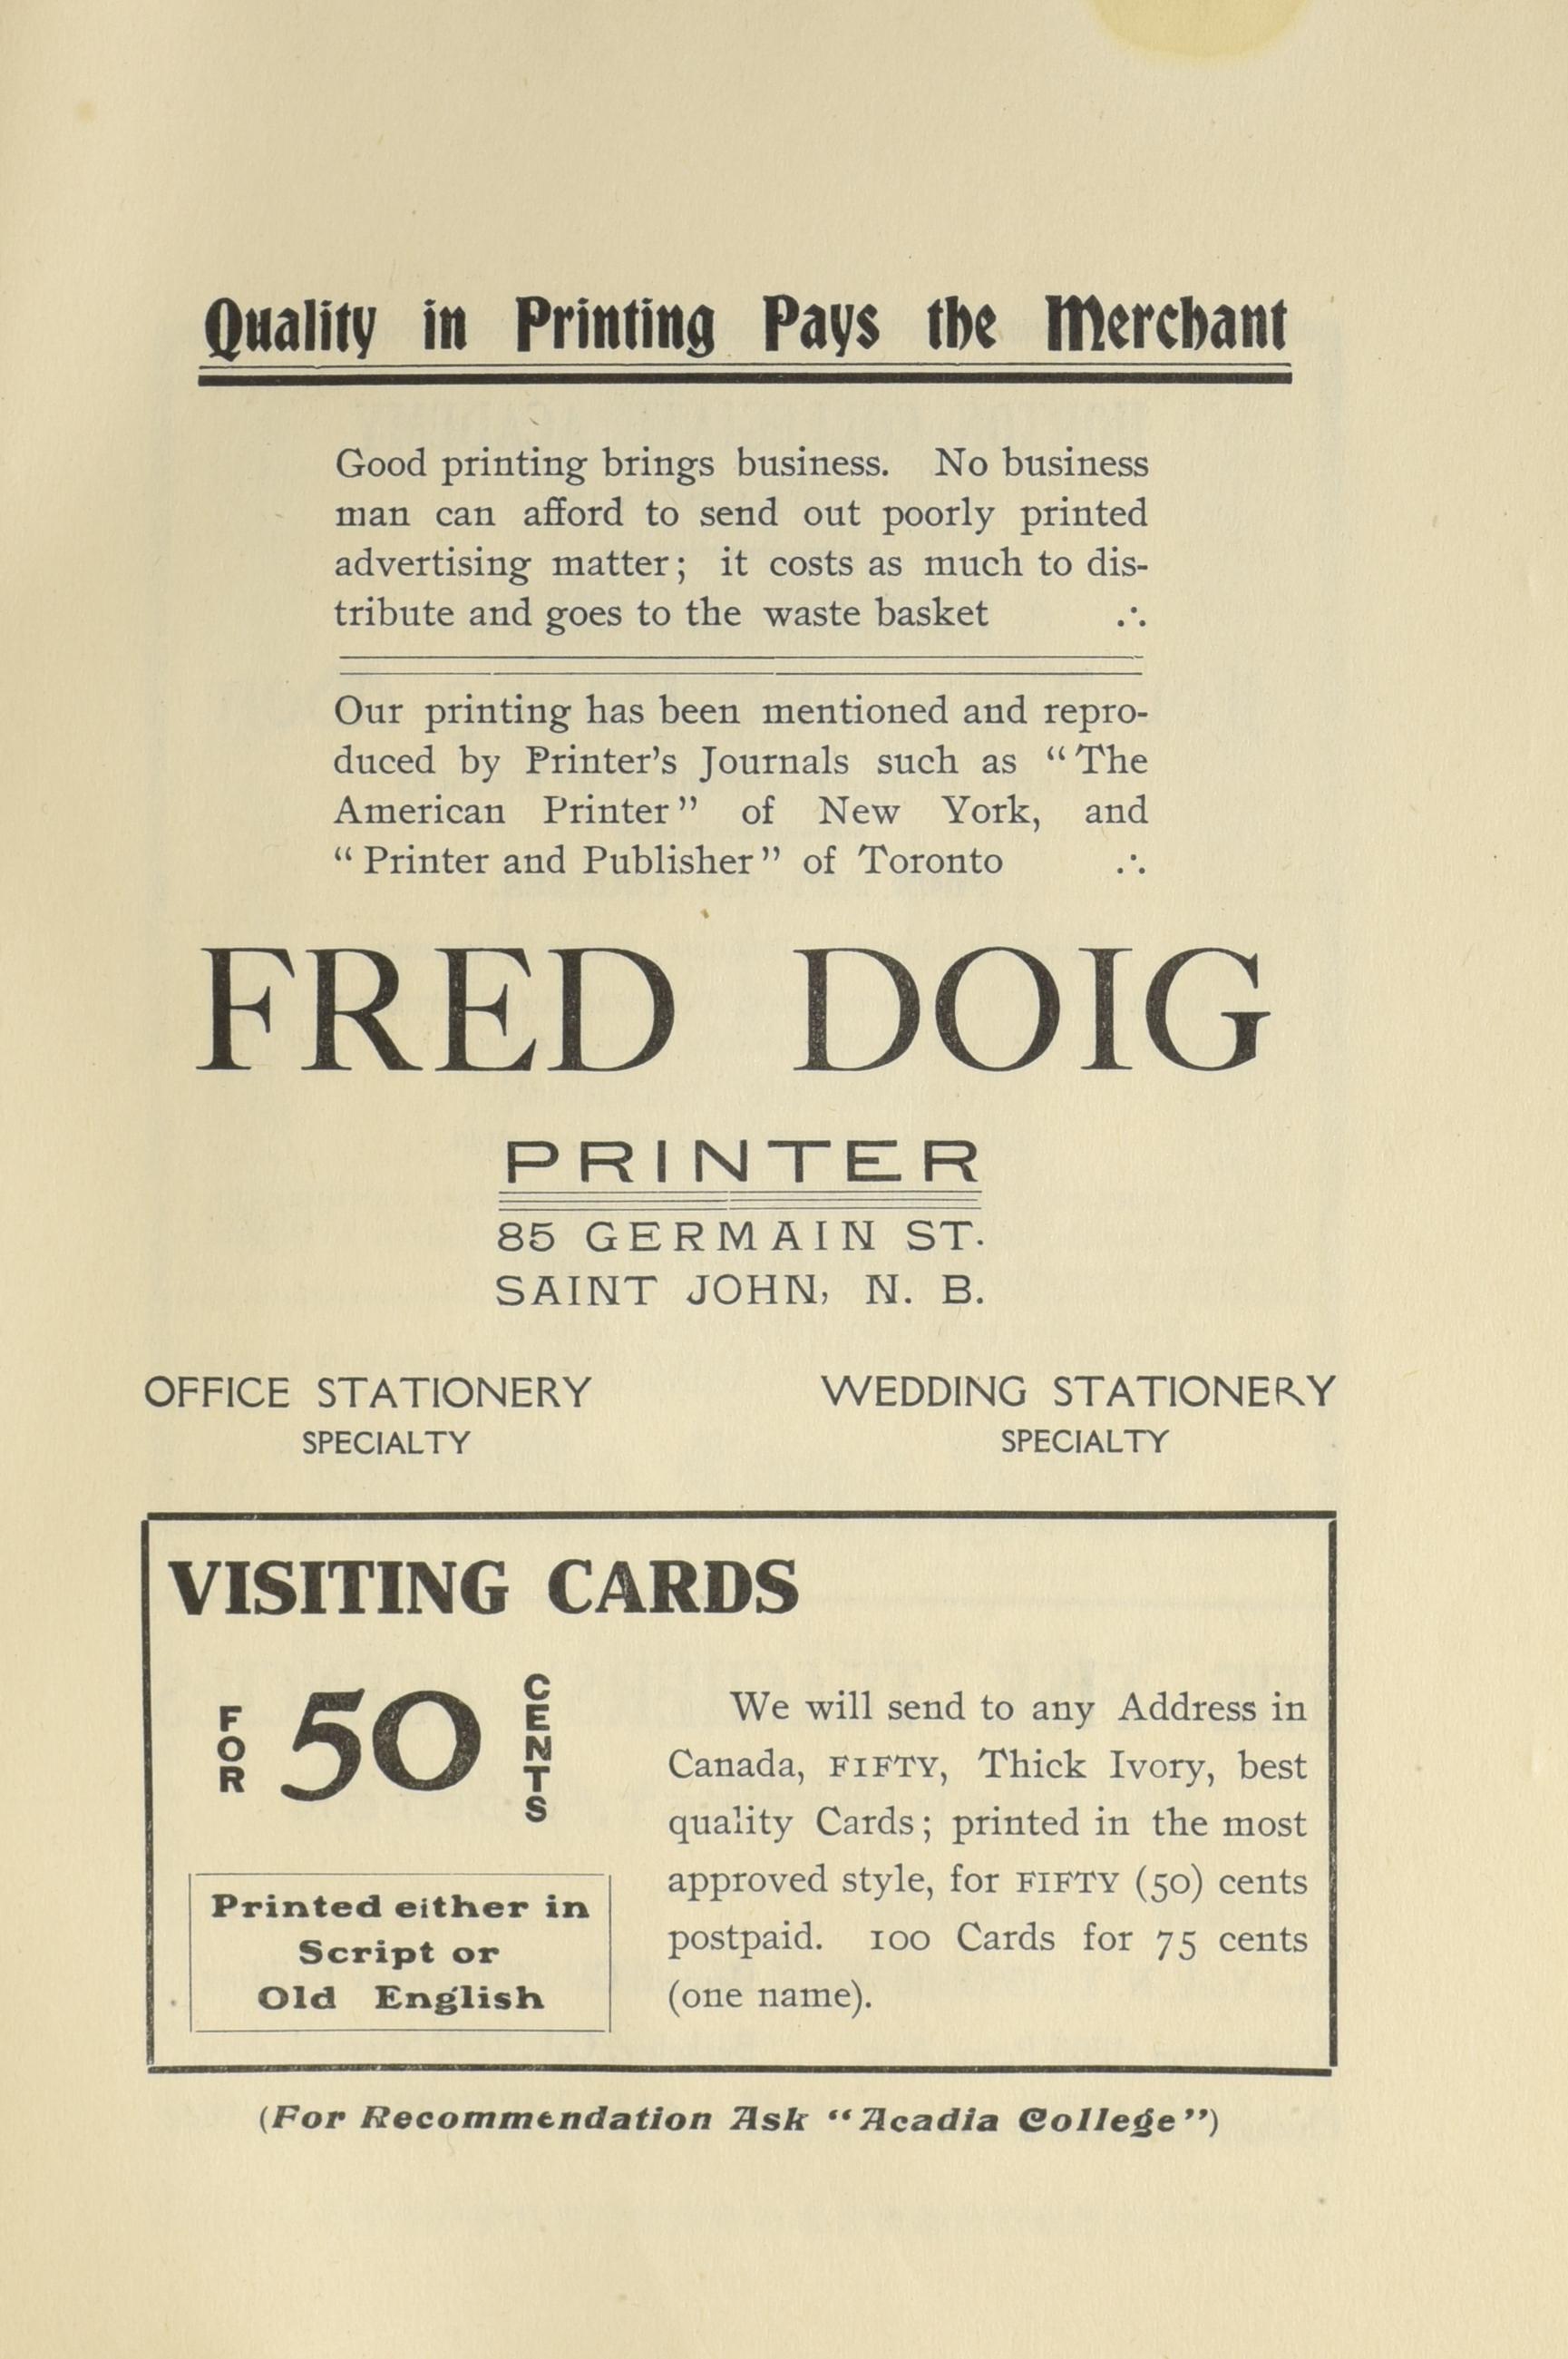 Quality in Printing Pays the Merchant
Good printing brings business. No business
man can afford to send out poorly printed
advertising matter; it costs as much to dis-
tribute and goes to the waste basket ∴
Our printing has been mentioned and repro-
duced by Printer's Journals such as "The
American Printer" of New York, and
"Printer and Publisher" of Toronto ∴
FRED DOIG
PRINTER
85 GERMAIN ST.
SAINT JOHN, N. B.
OFFICE STATIONERY
SPECIALTY
WEDDING STATIONERY
SPECIALTY
VISITING CARDS
FOR 50 CENTS
Printed either in
Script or
Old English
We will send to any Address in
Canada, FIFTY, Thick Ivory, best
quality Cards; printed in the most
approved style, for FIFTY (50) cents
postpaid. 100 Cards for 75 cents
(one name).
(For Recommendation Ask "Acadia College")